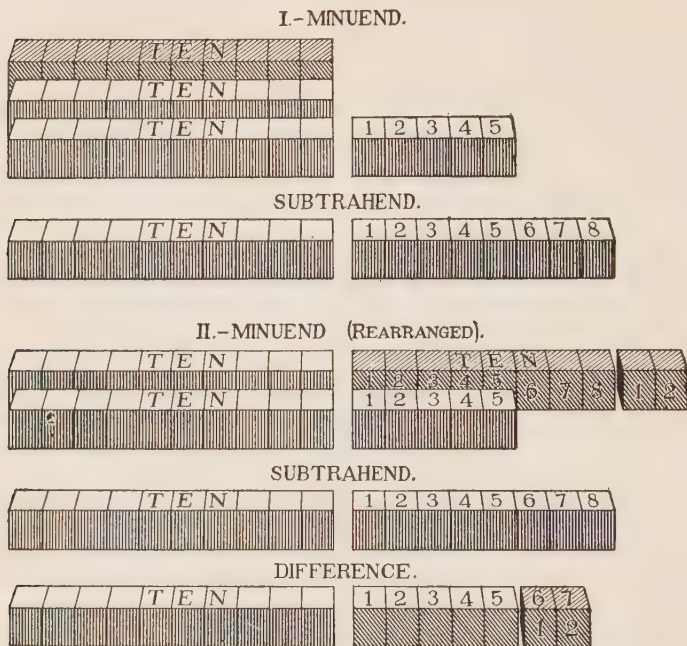 I.-MINUEND.
TEN
TEN
TEN 1 2 3 4 5
SUBTRAHEND.
TEN 1 2 3 4 5 6 7 8
II.-MINUEND (REARRANGED).
TEN TEN
1 2 3 4 5 6 7 8 1 2
TEN 1 2 3 4 5
SUBTRAHEND.
TEN 1 2 3 4 5 6 7 8
DIFFERENCE.
TEN 1 2 3 4 5 6 7
1 2